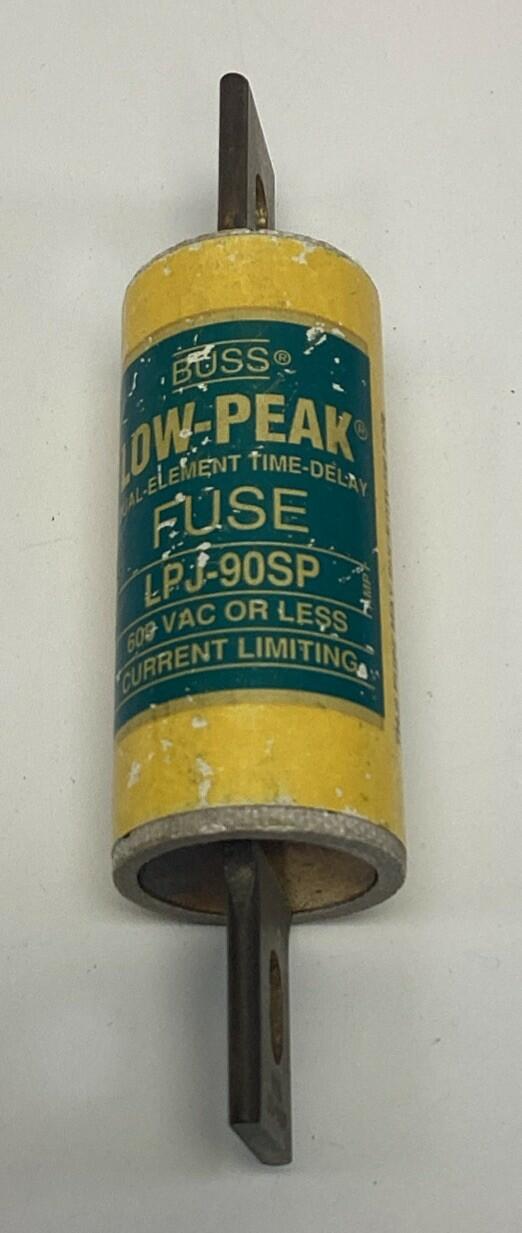 BUSS®
LOW-PEAK®
DUAL-ELEMENT TIME-DELAY
FUSE
LPJ-90SP
600 VAC OR LESS
CURRENT LIMITING